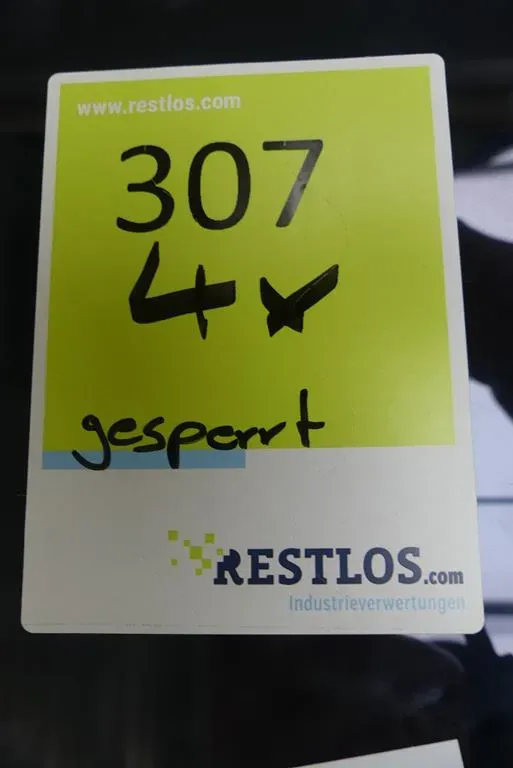 www.restlos.com
307
4x
gesperrt
RESTLOS.com
Industrieverwertungen